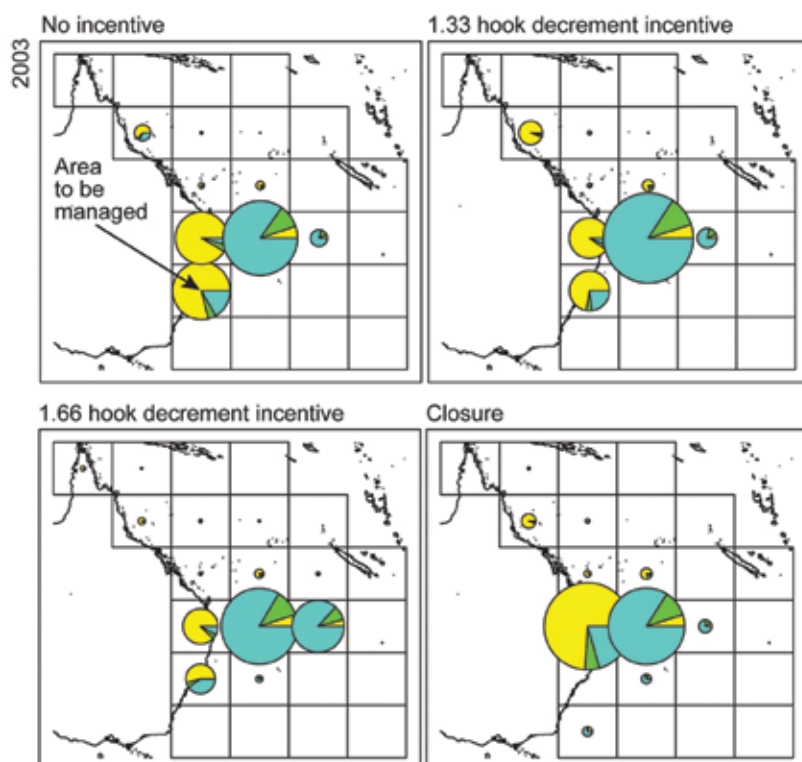 No incentive
1.33 hook decrement incentive
2003
Area
to be
managed
1.66 hook decrement incentive
Closure